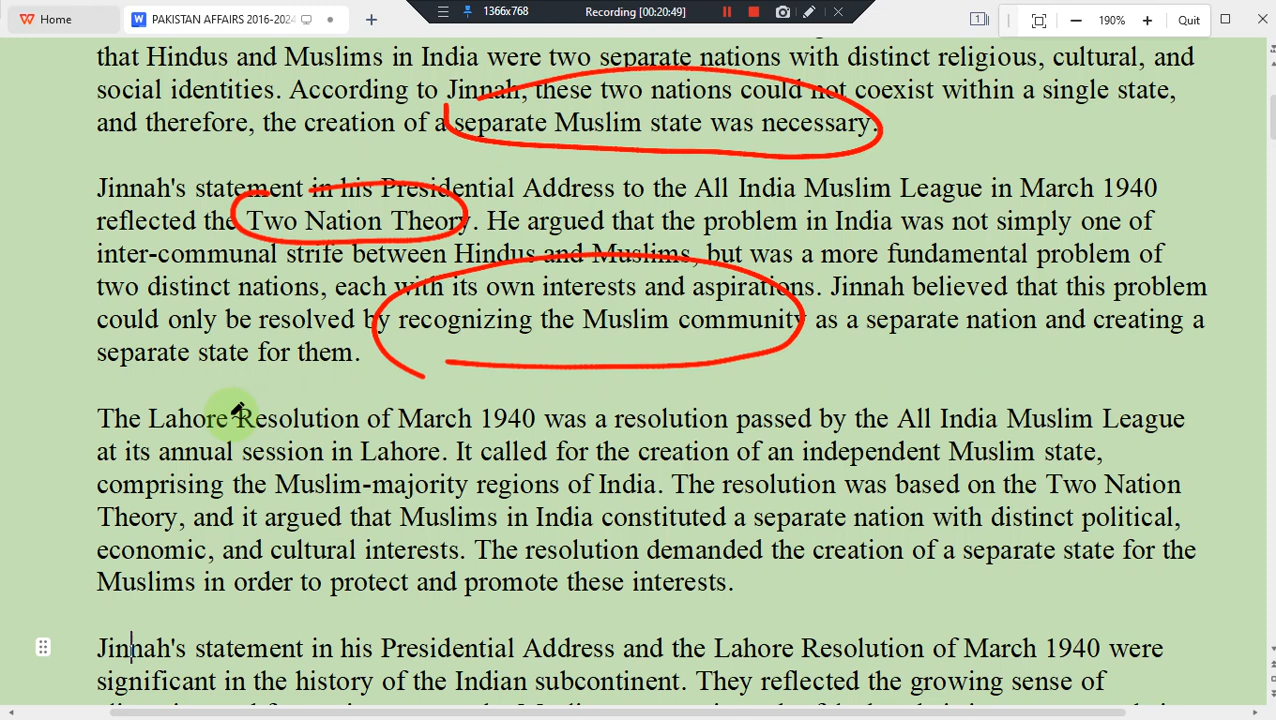 WPS Office
Home
PAKISTAN AFFAIRS 2016-2024
1366x768
Recording [00:20:49]
1
190%
Quit
that Hindus and Muslims in India were two separate nations with distinct religious, cultural, and
social identities. According to Jinnah, these two nations could not coexist within a single state,
and therefore, the creation of a separate Muslim state was necessary.
Jinnah's statement in his Presidential Address to the All India Muslim League in March 1940
reflected the Two Nation Theory. He argued that the problem in India was not simply one of
inter-communal strife between Hindus and Muslims, but was a more fundamental problem of
two distinct nations, each with its own interests and aspirations. Jinnah believed that this problem
could only be resolved by recognizing the Muslim community as a separate nation and creating a
separate state for them.
The Lahore Resolution of March 1940 was a resolution passed by the All India Muslim League
at its annual session in Lahore. It called for the creation of an independent Muslim state,
comprising the Muslim-majority regions of India. The resolution was based on the Two Nation
Theory, and it argued that Muslims in India constituted a separate nation with distinct political,
economic, and cultural interests. The resolution demanded the creation of a separate state for the
Muslims in order to protect and promote these interests.
Jinnah's statement in his Presidential Address and the Lahore Resolution of March 1940 were
significant in the history of the Indian subcontinent. They reflected the growing sense of